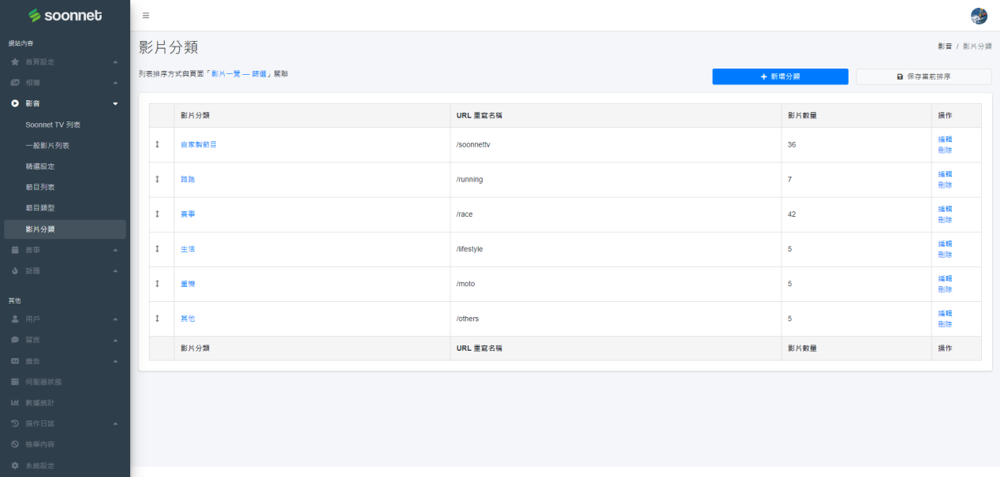 soonnet
網站內容
首頁設定
相簿
影音
Soonnet TV 列表
一般影片列表
精選設定
節目列表
節目類型
影片分類
賽事
話題
其他
用戶
留言
廣告
伺服器狀態
數據統計
操作日誌
檢舉內容
系統設定
影片分類
影音 / 影片分類
列表排序方式與頁面「影片一覽 — 篩選」關聯
新增分類
保存當前排序
影片分類 URL 重寫名稱 影片數量 操作
自家製節目 /soonnettv 36 編輯
刪除
路跑 /running 7 編輯
刪除
賽事 /race 42 編輯
刪除
生活 /lifestyle 5 編輯
刪除
重機 /moto 5 編輯
刪除
其他 /others 5 編輯
刪除
影片分類 URL 重寫名稱 影片數量 操作